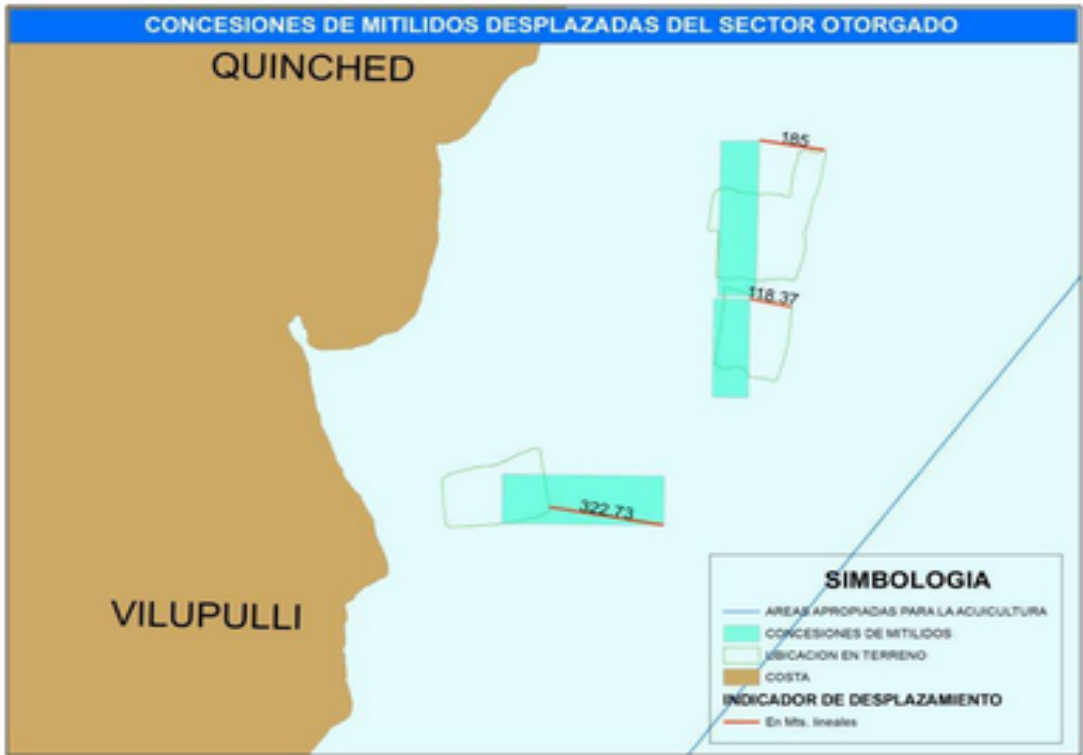 CONCESIONES DE MITILIDOS DESPLAZADAS DEL SECTOR OTORGADO
QUINCHED
185
118.37
322.73
VILUPULLI
SIMBOLOGIA
AREAS APROPIADAS PARA LA ACUICULTURA
CONCESIONES DE MITILIDOS
UBICACION EN TERRENO
COSTA
INDICADOR DE DESPLAZAMIENTO
En Mts. lineales